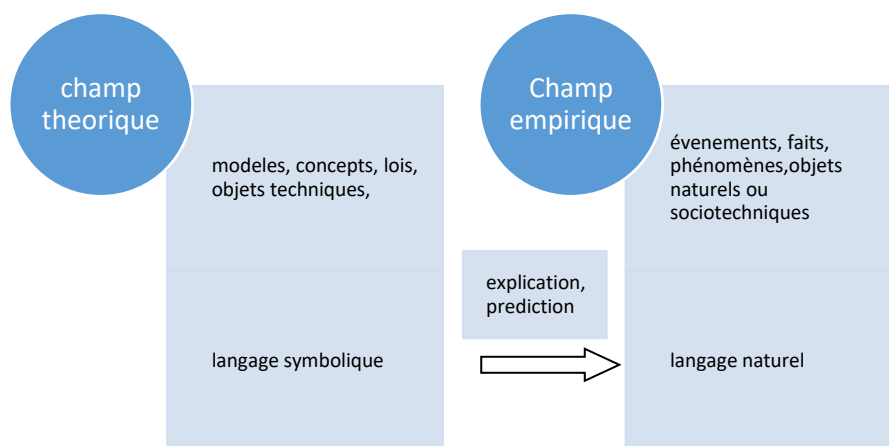 champ
theorique
modeles, concepts, lois,
objets techniques,
langage symbolique
explication,
prediction
Champ
empirique
évenements, faits,
phénomènes,objets
naturels ou
sociotechniques
langage naturel